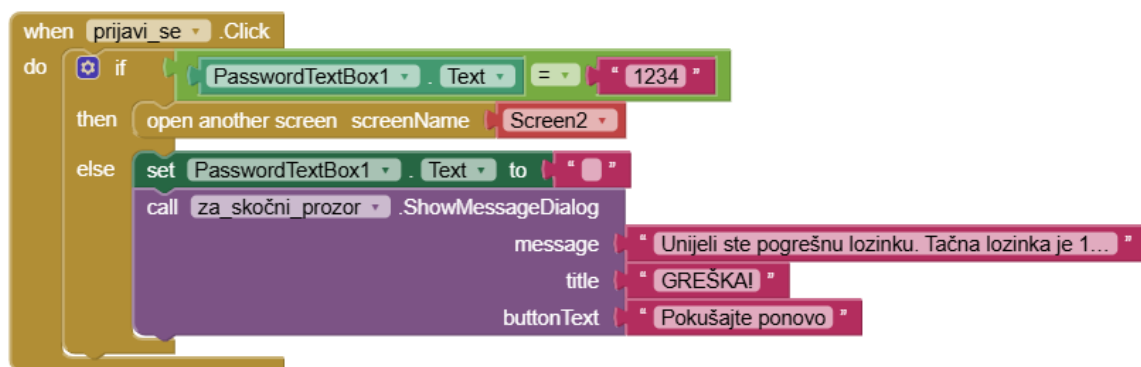 when prijavi_se .Click
do if PasswordTextBox1 . Text = " 1234 "
then open another screen screenName Screen2
else set PasswordTextBox1 . Text to " "
call za_skočni_prozor .ShowMessageDialog
message " Unijeli ste pogrešnu lozinku. Tačna lozinka je 1... "
title " GREŠKA! "
buttonText " Pokušajte ponovo "